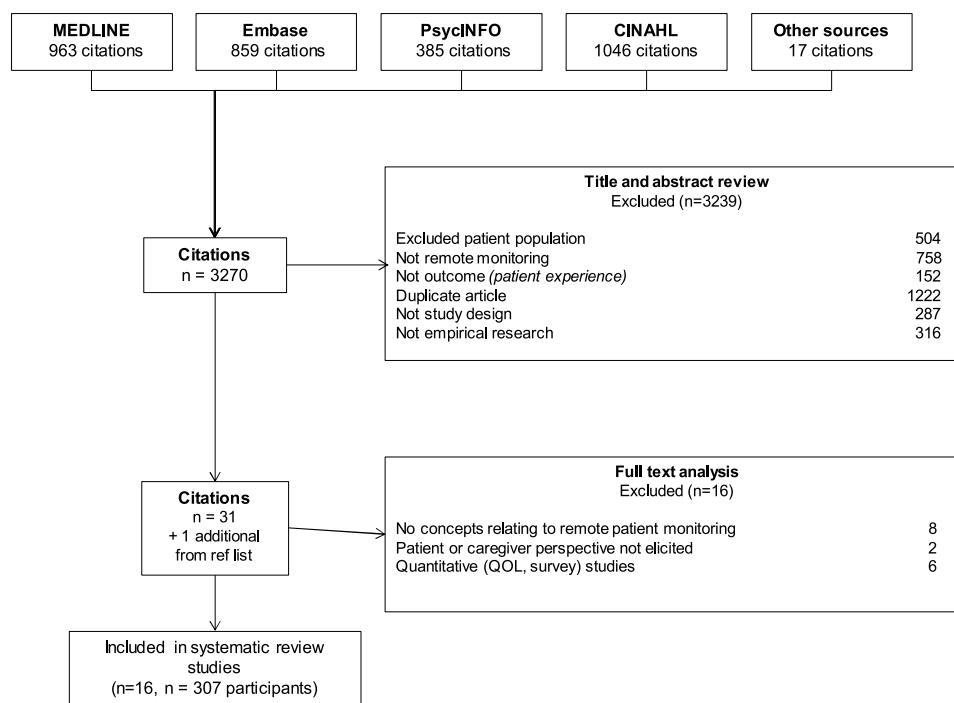 MEDLINE
963 citations
Embase
859 citations
PsycINFO
385 citations
CINAHL
1046 citations
Other sources
17 citations
Title and abstract review
Excluded (n=3239)
Excluded patient population 504
Not remote monitoring 758
Not outcome (patient experience) 152
Duplicate article 1222
Not study design 287
Not empirical research 316
Citations
n = 3270
Full text analysis
Excluded (n=16)
No concepts relating to remote patient monitoring 8
Patient or caregiver perspective not elicited 2
Quantitative (QOL, survey) studies 6
Citations
n = 31
+ 1 additional
from ref list
Included in systematic review
studies
(n=16, n = 307 participants)